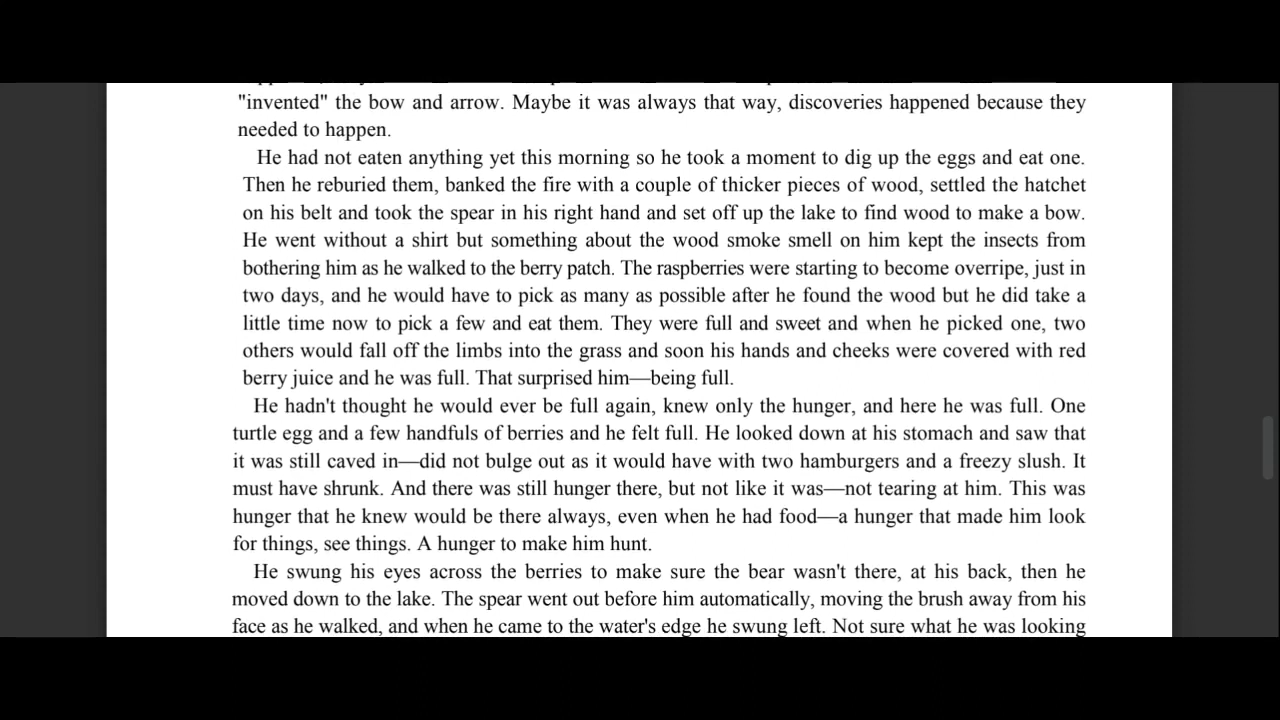 "invented" the bow and arrow. Maybe it was always that way, discoveries happened because they
needed to happen.
He had not eaten anything yet this morning so he took a moment to dig up the eggs and eat one.
Then he reburied them, banked the fire with a couple of thicker pieces of wood, settled the hatchet
on his belt and took the spear in his right hand and set off up the lake to find wood to make a bow.
He went without a shirt but something about the wood smoke smell on him kept the insects from
bothering him as he walked to the berry patch. The raspberries were starting to become overripe, just in
two days, and he would have to pick as many as possible after he found the wood but he did take a
little time now to pick a few and eat them. They were full and sweet and when he picked one, two
others would fall off the limbs into the grass and soon his hands and cheeks were covered with red
berry juice and he was full. That surprised him—being full.
He hadn't thought he would ever be full again, knew only the hunger, and here he was full. One
turtle egg and a few handfuls of berries and he felt full. He looked down at his stomach and saw that
it was still caved in—did not bulge out as it would have with two hamburgers and a freezy slush. It
must have shrunk. And there was still hunger there, but not like it was—not tearing at him. This was
hunger that he knew would be there always, even when he had food—a hunger that made him look
for things, see things. A hunger to make him hunt.
He swung his eyes across the berries to make sure the bear wasn't there, at his back, then he
moved down to the lake. The spear went out before him automatically, moving the brush away from his
face as he walked, and when he came to the water's edge he swung left. Not sure what he was looking